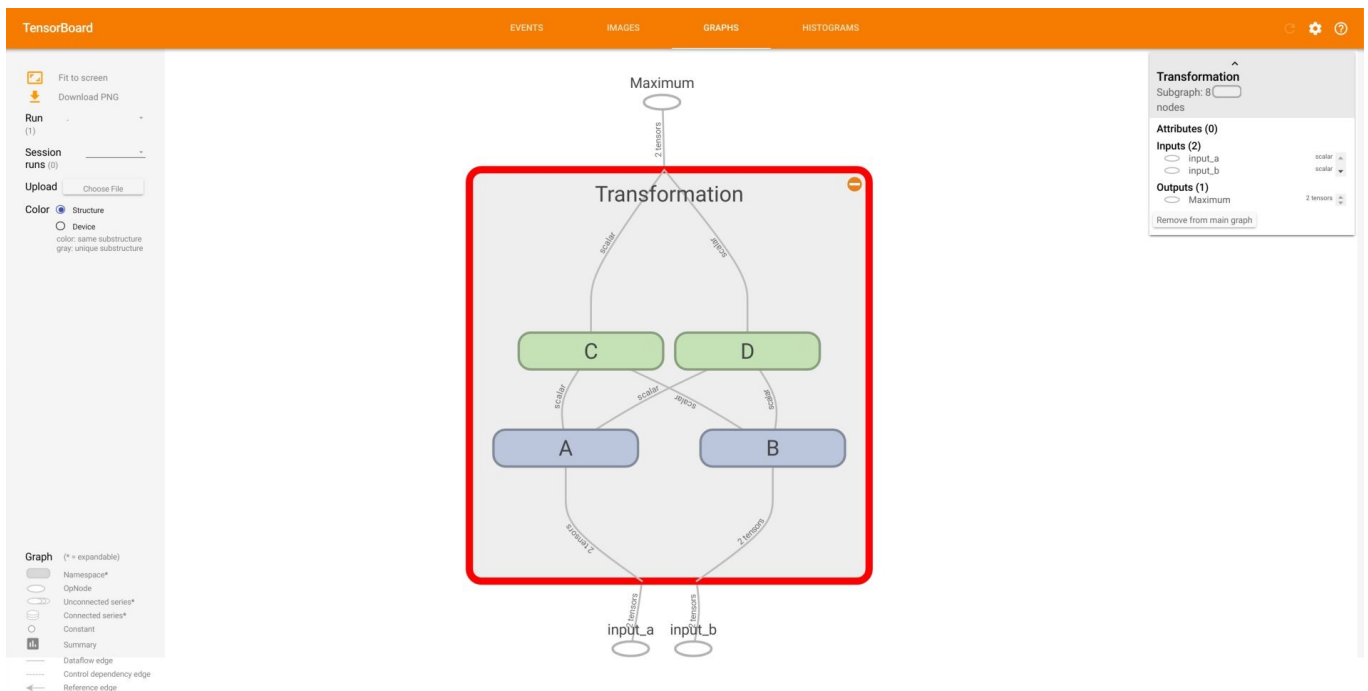 TensorBoard
EVENTS
IMAGES
GRAPHS
HISTOGRAMS
Fit to screen
Download PNG
Run
(1)
.
Session
runs (0)
Upload
Choose File
Color
Structure
Device
color: same substructure
gray: unique substructure
Graph (* = expandable)
Namespace*
OpNode
Unconnected series*
Connected series*
Constant
Summary
Dataflow edge
Control dependency edge
Reference edge
Maximum
2 tensors
Transformation
scalar
scalar
C
D
scalar
scalar
scalar
scalar
A
B
2 tensors
2 tensors
2 tensors
2 tensors
input_a
input_b
Transformation
Subgraph: 8
nodes
Attributes (0)
Inputs (2)
input_a scalar
input_b scalar
Outputs (1)
Maximum 2 tensors
Remove from main graph